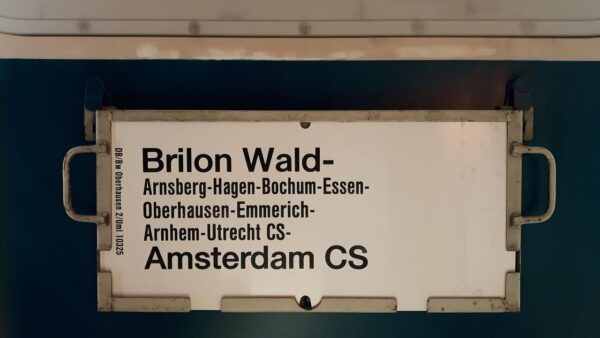 Brilon Wald-
Arnsberg-Hagen-Bochum-Essen-
Oberhausen-Emmerich-
Arnhem-Utrecht CS-
Amsterdam CS
DB/Bw Oberhausen 2/Uml 10325